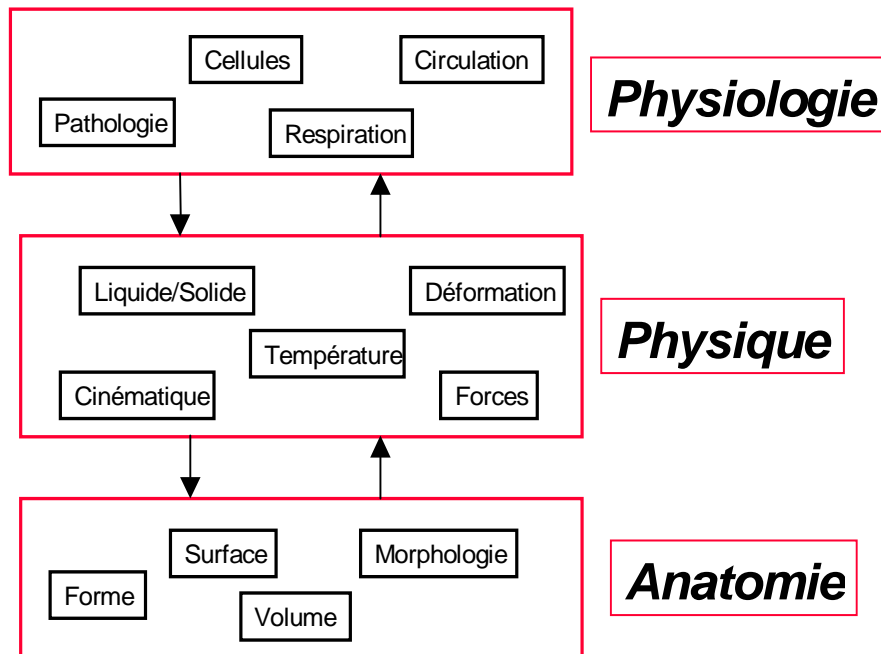 Cellules
Circulation
Physiologie
Pathologie
Respiration
Liquide/Solide
Déformation
Température
Physique
Cinématique
Forces
Surface
Morphologie
Forme
Volume
Anatomie